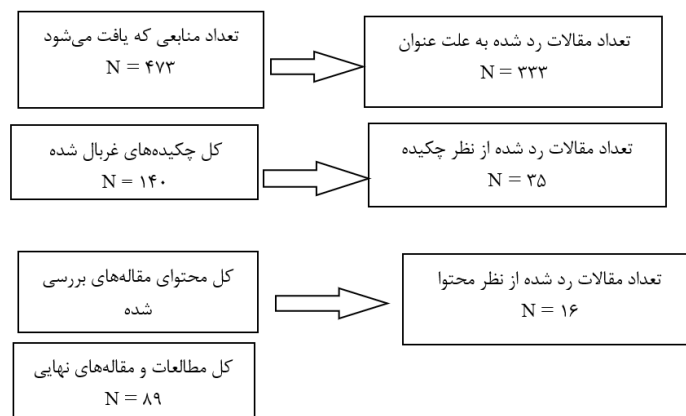 تعداد منابعی که یافت می‌شود
N = ۴۷۳
تعداد مقالات رد شده به علت عنوان
N = ۳۳۳
کل چکیده‌های غربال شده
N = ۱۴۰
تعداد مقالات رد شده از نظر چکیده
N = ۳۵
کل محتوای مقاله‌های بررسی
شده
تعداد مقالات رد شده از نظر محتوا
N = ۱۶
کل مطالعات و مقاله‌های نهایی
N = ۸۹